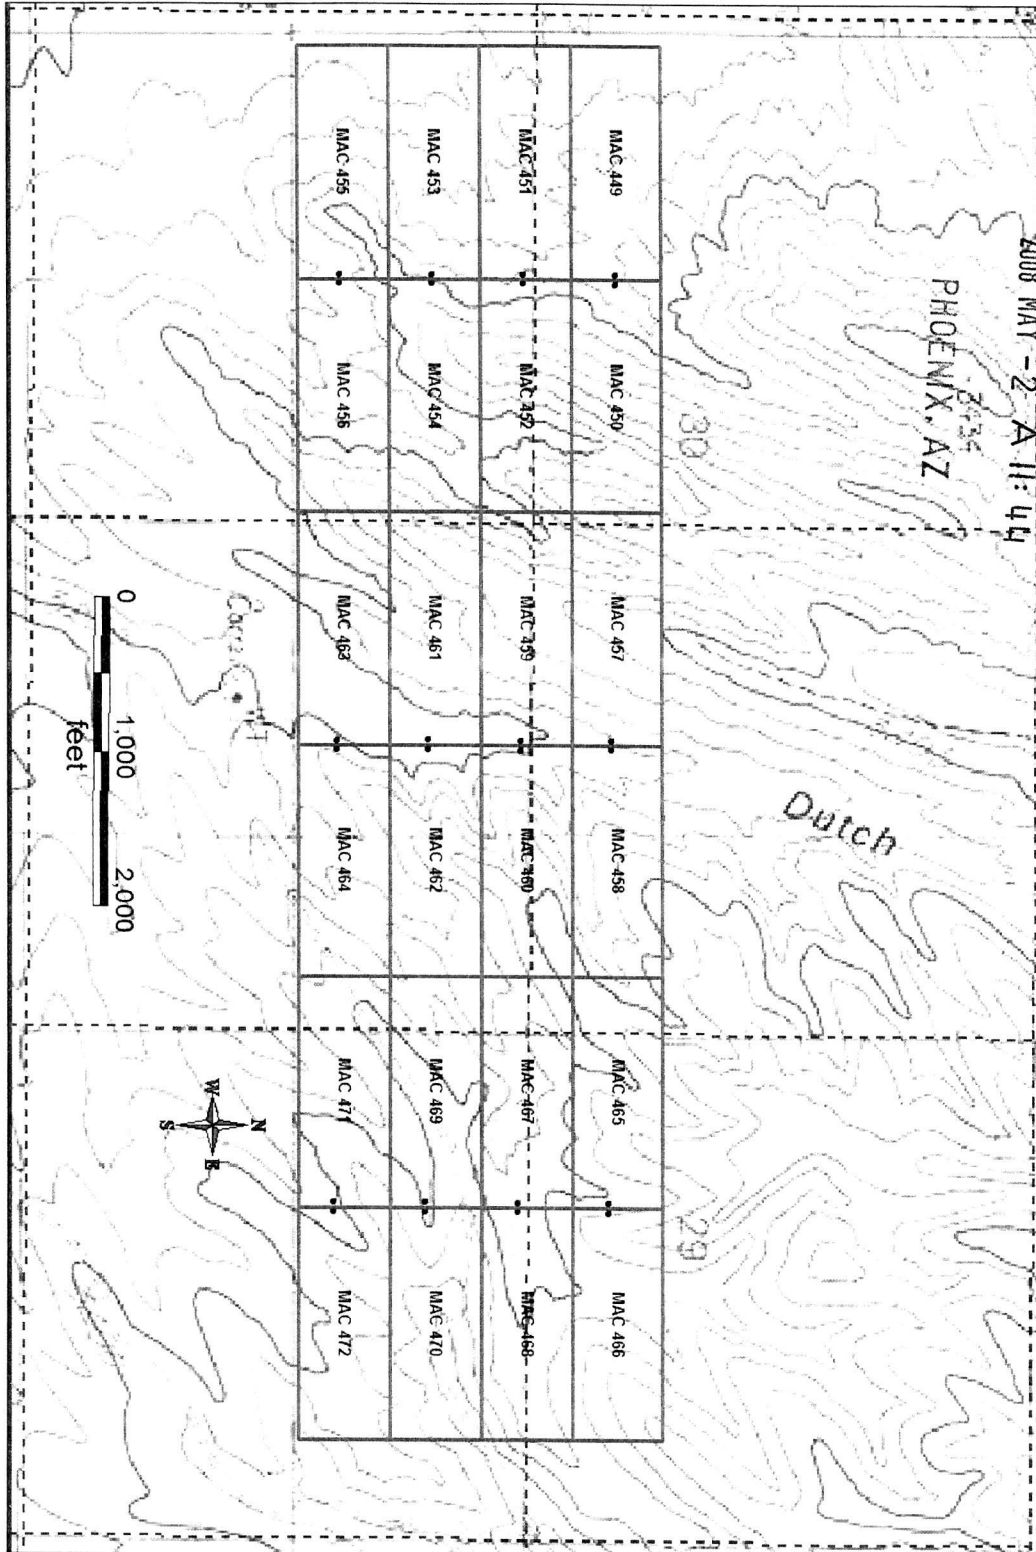 2008 MAY -2 A 11:44
PHOENIX, AZ
30
29
Dutch
MAC 449
MAC 450
MAC 457
MAC 458
MAC 465
MAC 466
MAC 451
MAC 452
MAC 459
MAC 460
MAC 467
MAC 468
MAC 453
MAC 454
MAC 461
MAC 462
MAC 469
MAC 470
MAC 455
MAC 456
MAC 463
MAC 464
MAC 471
MAC 472
N
W
E
S
0
1,000
2,000
feet